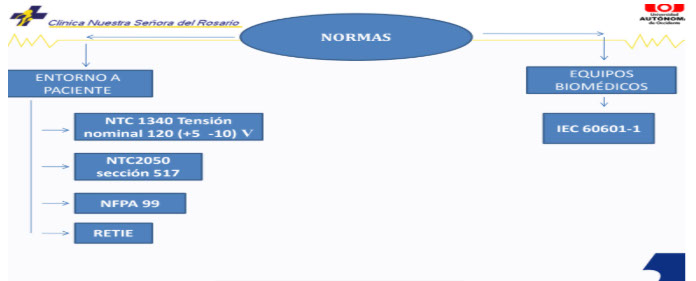 Clínica Nuestra Señora del Rosario
Universidad
AUTÓNOMA
de Occidente
NORMAS
ENTORNO A
PACIENTE
EQUIPOS
BIOMÉDICOS
NTC 1340 Tensión
nominal 120 (+5 -10) V
IEC 60601-1
NTC2050
sección 517
NFPA 99
RETIE